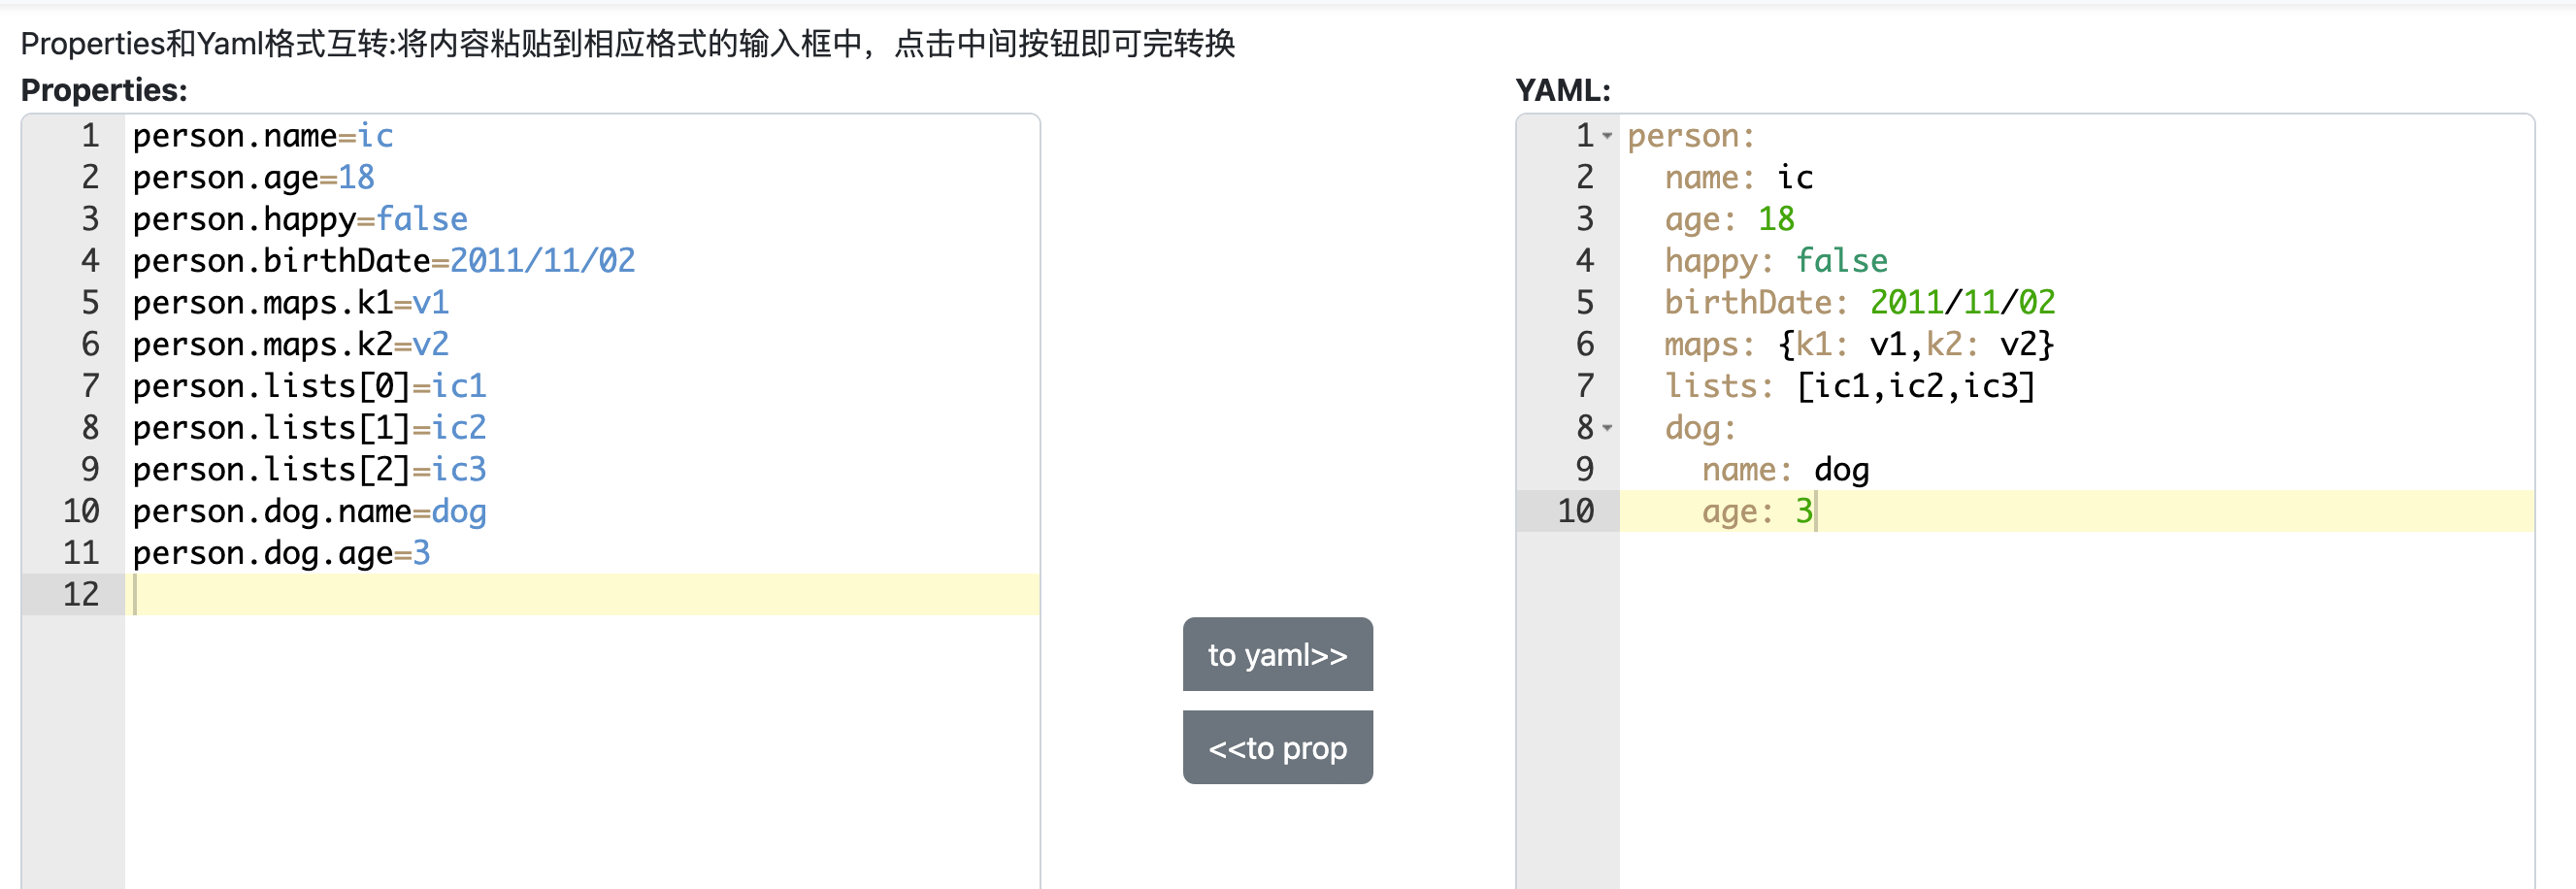 Properties和Yaml格式互转:将内容粘贴到相应格式的输入框中，点击中间按钮即可完转换
Properties:
1 person.name=ic
2 person.age=18
3 person.happy=false
4 person.birthDate=2011/11/02
5 person.maps.k1=v1
6 person.maps.k2=v2
7 person.lists[0]=ic1
8 person.lists[1]=ic2
9 person.lists[2]=ic3
10 person.dog.name=dog
11 person.dog.age=3
12
to yaml>>
<<to prop
YAML:
1 person:
2   name: ic
3   age: 18
4   happy: false
5   birthDate: 2011/11/02
6   maps: {k1: v1,k2: v2}
7   lists: [ic1,ic2,ic3]
8   dog:
9     name: dog
10     age: 3